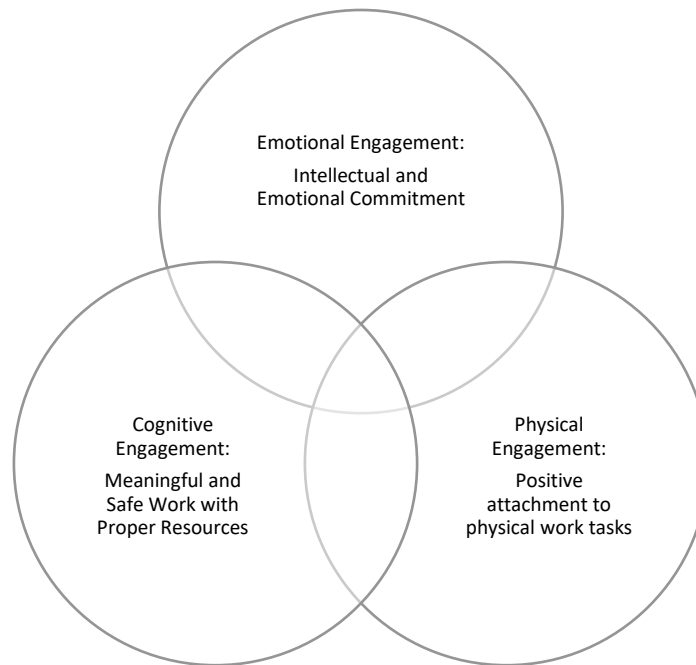 Emotional Engagement:
Intellectual and
Emotional Commitment
Cognitive
Engagement:
Meaningful and
Safe Work with
Proper Resources
Physical
Engagement:
Positive
attachment to
physical work tasks